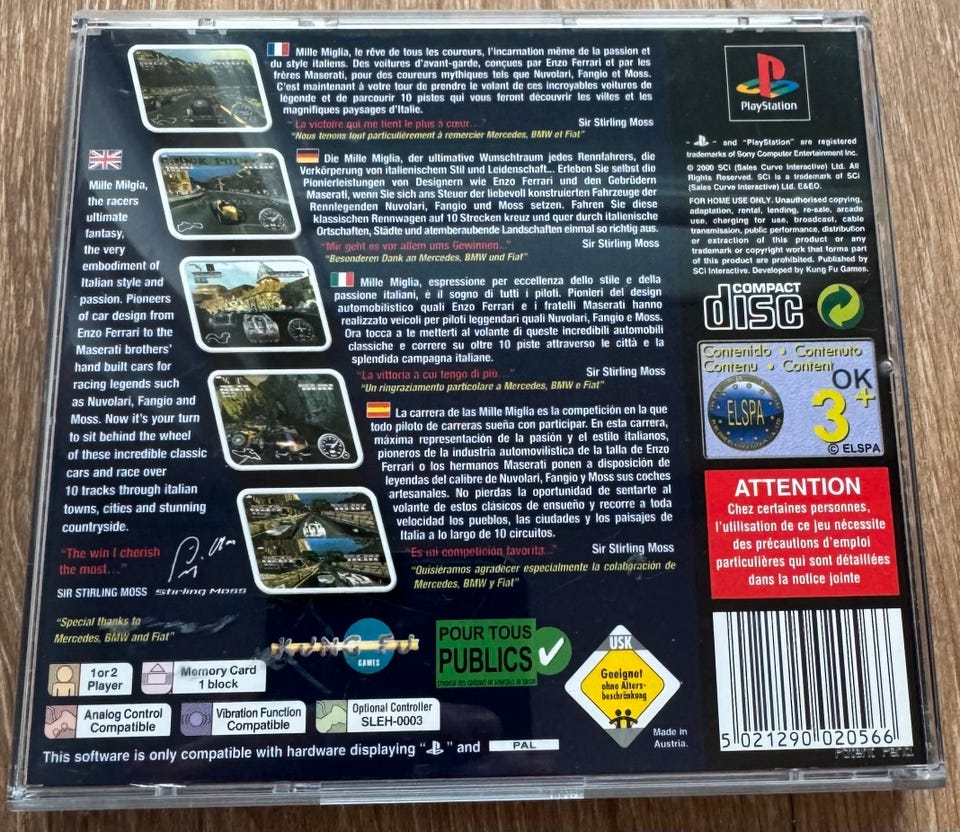 Mille Miglia, le rêve de tous les coureurs, l'incarnation même de la passion et
du style italiens. Des voitures d'avant-garde, conçues par Enzo Ferrari et par les
frères Maserati, pour des coureurs mythiques tels que Nuvolari, Fangio et Moss.
C'est maintenant à votre tour de prendre le volant de ces incroyables voitures de
légende et de parcourir 10 pistes qui vous feront découvrir les villes et les
magnifiques paysages d'Italie.
"La victoire qui me tient le plus à cœur..."
Sir Stirling Moss
"Nous tenons tout particulièrement à remercier Mercedes, BMW et Fiat"
Mille Milgia,
the racers
ultimate
fantasy,
the very
embodiment of
Italian style and
passion. Pioneers
of car design from
Enzo Ferrari to the
Maserati brothers'
hand built cars for
racing legends such
as Nuvolari, Fangio and
Moss. Now it's your turn
to sit behind the wheel
of these incredible classic
cars and race over
10 tracks through italian
towns, cities and stunning
countryside.
"The win I cherish
the most..."
SIR STIRLING MOSS
Stirling Moss
"Special thanks to
Mercedes, BMW and Fiat"
Die Mille Miglia, der ultimative Wunschtraum jedes Rennfahrers, die
Verkörperung von italienischem Stil und Leidenschaft... Erleben Sie selbst die
Pionierleistungen von Designern wie Enzo Ferrari und den Gebrüdern
Maserati, wenn Sie sich ans Steuer der liebevoll konstruierten Fahrzeuge der
Rennlegenden Nuvolari, Fangio und Moss setzen. Fahren Sie diese
klassischen Rennwagen auf 10 Strecken kreuz und quer durch italienische
Ortschaften, Städte und atemberaubende Landschaften einmal so richtig aus.
"Mir geht es vor allem ums Gewinnen..."
Sir Stirling Moss
"Besonderen Dank an Mercedes, BMW und Fiat"
Mille Miglia, espressione per eccellenza dello stile e della
passione italiani, è il sogno di tutti i piloti. Pionieri del design
automobilistico quali Enzo Ferrari e i fratelli Maserati hanno
realizzato veicoli per piloti leggendari quali Nuvolari, Fangio e Moss.
Ora tocca a te metterti al volante di queste incredibili automobili
classiche e correre su oltre 10 piste attraverso le città e la
splendida campagna italiane.
"La vittoria a cui tengo di più..."
Sir Stirling Moss
"Un ringraziamento particolare a Mercedes, BMW e Fiat"
La carrera de las Mille Miglia es la competición en la que
todo piloto de carreras sueña con participar. En esta carrera,
máxima representación de la pasión y el estilo italianos,
pioneros de la industria automovilística de la talla de Enzo
Ferrari o los hermanos Maserati ponen a disposición de
leyendas del calibre de Nuvolari, Fangio y Moss sus coches
artesanales. No pierdas la oportunidad de sentarte al
volante de estos clásicos de ensueño y recorre a toda
velocidad los pueblos, las ciudades y los paisajes de
Italia a lo largo de 10 circuitos.
"Es mi competición favorita..."
Sir Stirling Moss
"Quisiéramos agradecer especialmente la colaboración de
Mercedes, BMW y Fiat"
PlayStation
"PS" and "PlayStation" are registered
trademarks of Sony Computer Entertainment Inc.
© 2000 SCi (Sales Curve Interactive) Ltd. All
Rights Reserved. SCi is a trademark of SCi
(Sales Curve Interactive) Ltd. E&EO.
FOR HOME USE ONLY. Unauthorised copying,
adaptation, rental, lending, re-sale, arcade
use, charging for use, broadcast, cable
transmission, public performance, distribution
or extraction of this product or any
trademark or copyright work that forms part
of this product are prohibited. Published by
SCi Interactive. Developed by Kung Fu Games.
COMPACT
disc
Contenido • Contenuto
Contenu • Content
OK
3+
ELSPA
© ELSPA
ATTENTION
Chez certaines personnes,
l'utilisation de ce jeu nécessite
des précautions d'emploi
particulières qui sont détaillées
dans la notice jointe
KUNG FU
GAMES
POUR TOUS
PUBLICS
USK
Geeignet
ohne Alters-
beschränkung
1 or 2
Player
Memory Card
1 block
Analog Control
Compatible
Vibration Function
Compatible
Optional Controller
SLEH-0003
Made in
Austria.
This software is only compatible with hardware displaying "PS" and PAL
5 021290 020566